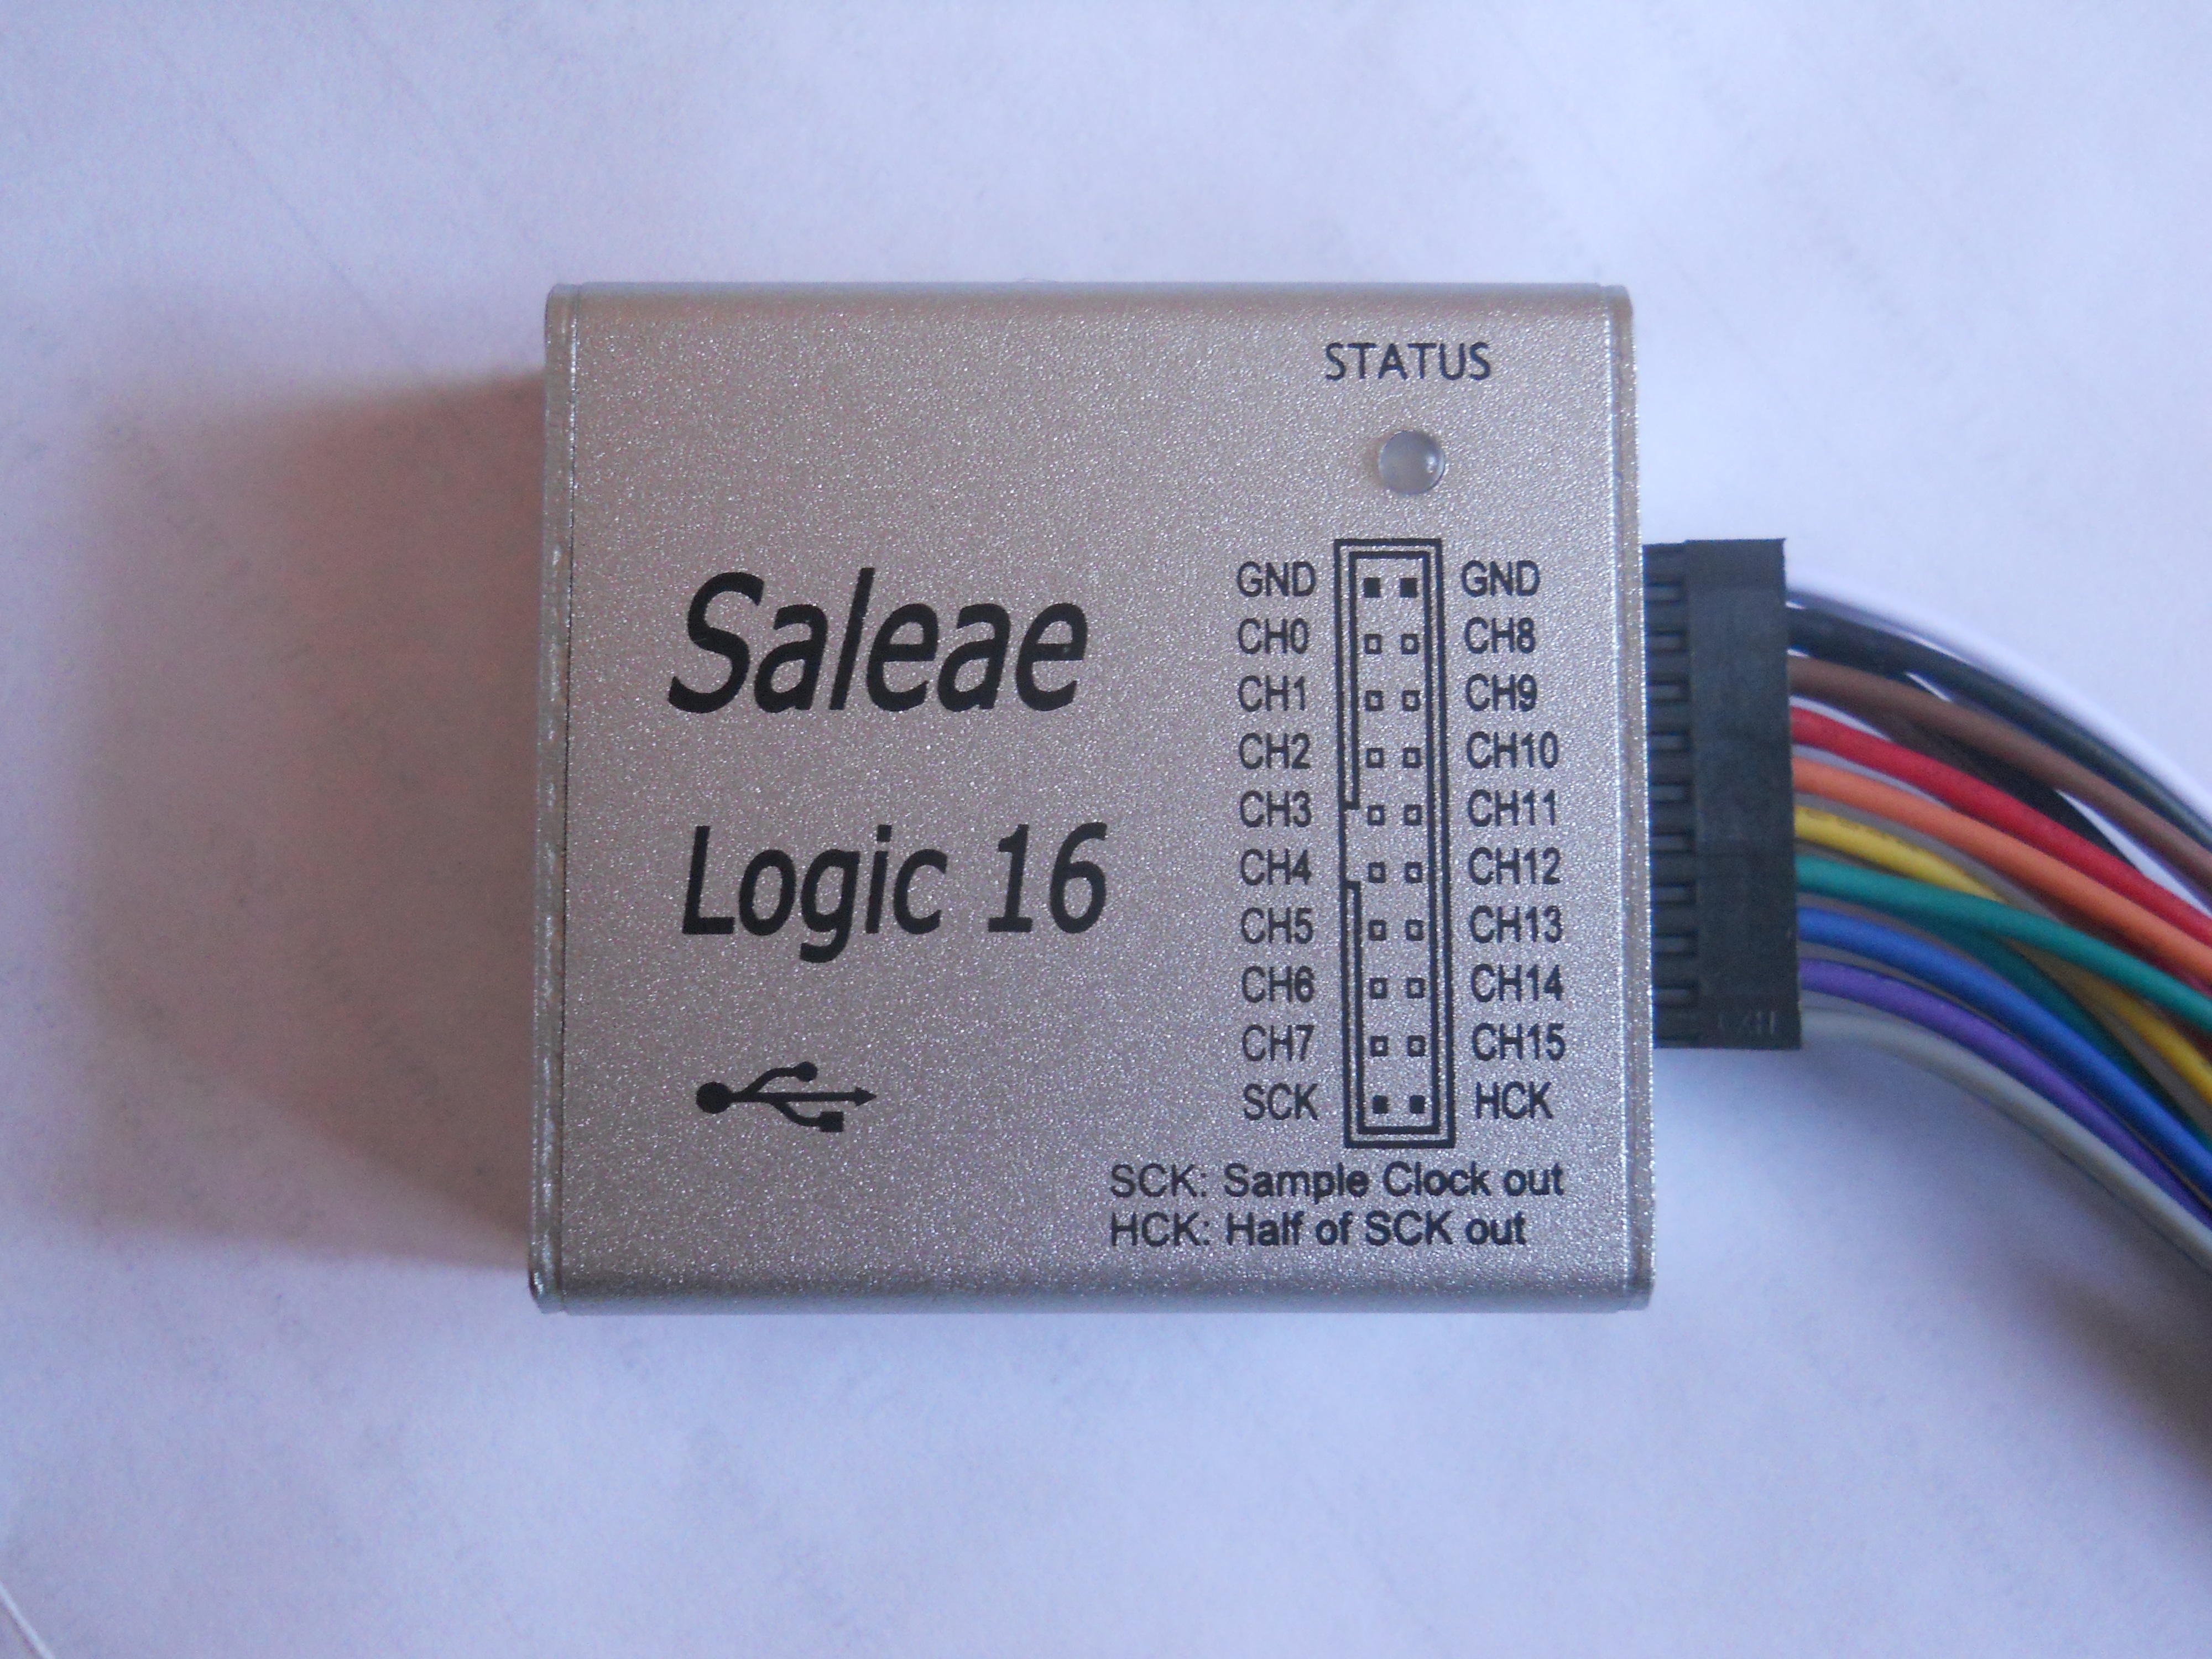 STATUS
Saleae
Logic 16
GND GND
CH0 CH8
CH1 CH9
CH2 CH10
CH3 CH11
CH4 CH12
CH5 CH13
CH6 CH14
CH7 CH15
SCK HCK
SCK: Sample Clock out
HCK: Half of SCK out